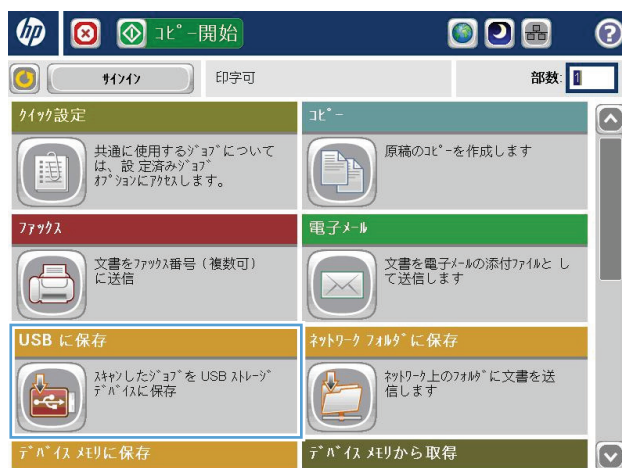 hp
コピー開始
?
サインイン
印字可
部数: 1
クイック設定
共通に使用するジョブについて
は、設 定済みジョブ
オプションにアクセスします。
コピー
原稿のコピーを作成します
ファックス
文書をファックス番号（複数可）
に送信
電子メール
文書を電子メールの添付ファイルと し
て送信します
USB に保存
スキャンしたジョブを USB ストレージ
デバイスに保存
ネットワーク フォルダに保存
ネットワーク上のフォルダに文書を送
信します
デバイス メモリに保存
デバイス メモリから取得